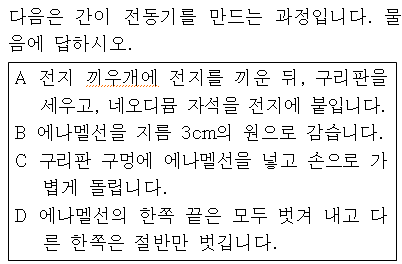 다음은 간이 전동기를 만드는 과정입니다. 물
음에 답하시오.
A 전지 끼우개에 전지를 끼운 뒤, 구리판을
세우고, 네오디뮴 자석을 전지에 붙입니다.
B 에나멜선을 지름 3cm의 원으로 감습니다.
C 구리판 구멍에 에나멜선을 넣고 손으로 가
볍게 돌립니다.
D 에나멜선의 한쪽 끝은 모두 벗겨 내고 다
른 한쪽은 절반만 벗깁니다.